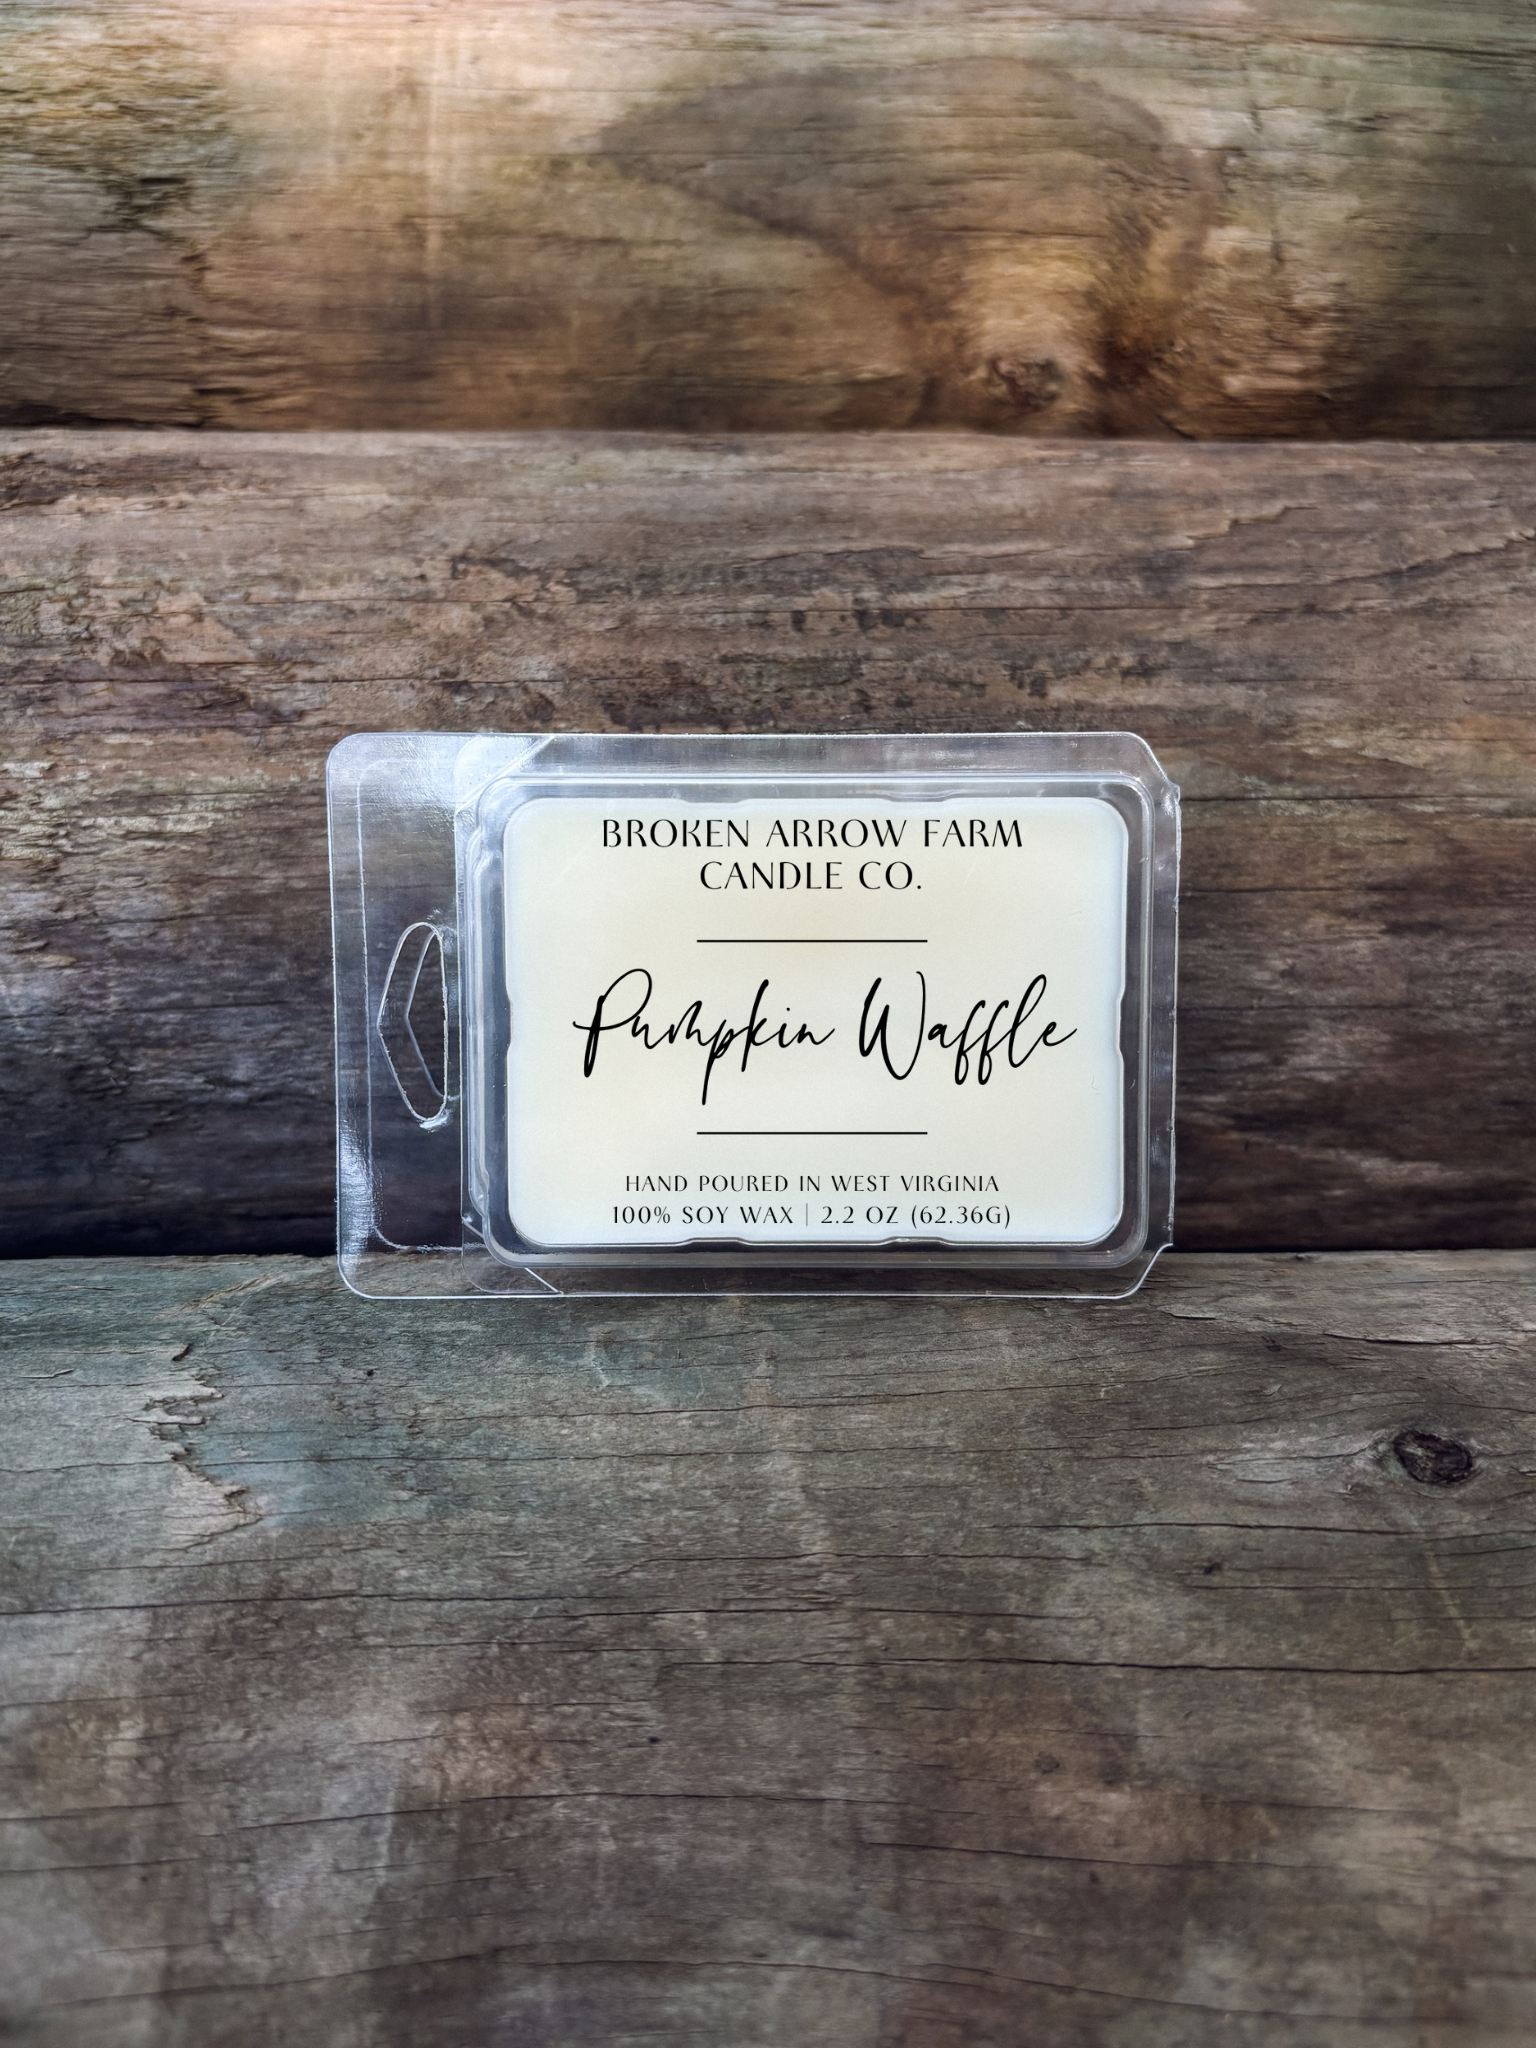 BROKEN ARROW FARM
CANDLE CO.
Pumpkin Waffle
HAND POURED IN WEST VIRGINIA
100% SOY WAX | 2.2 OZ (62.36G)